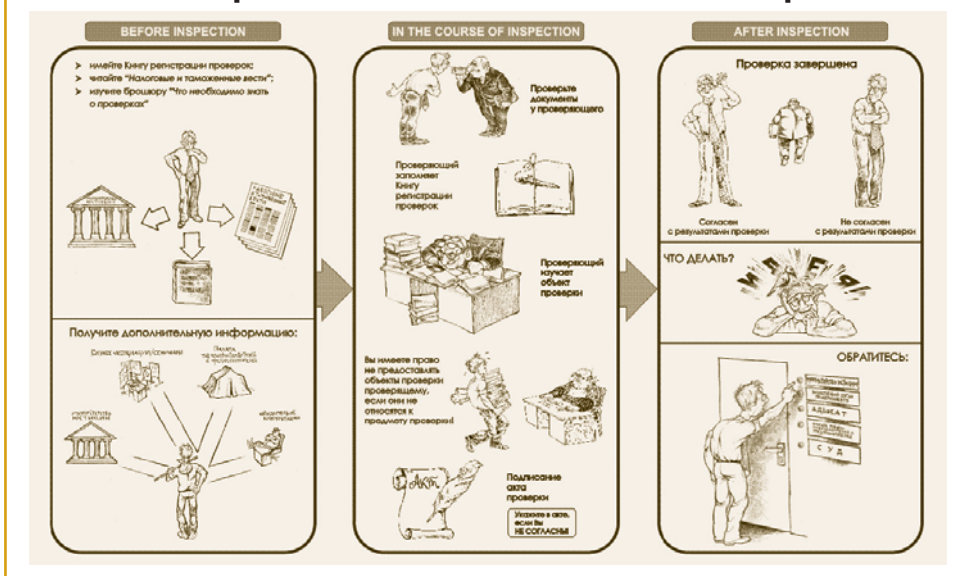 BEFORE INSPECTION
имейте Книгу регистрации проверок;
читайте "Налоговые и таможенные вести";
изучите брошюру "Что необходимо знать
о проверках"
Получите дополнительную информацию:
IN THE COURSE OF INSPECTION
Проверьте
документы
у проверяющего
Проверяющий
заполняет
Книгу
регистрации
проверок
Проверяющий
изучает
объект
проверки
Вы имеете право
не предоставлять
объекты проверки
проверящему,
если они не
относятся к
предмету проверки!
Акт
Подписание
акта
проверки
Укажите в акте,
если Вы
НЕ СОГЛАСНЫ!
AFTER INSPECTION
Проверка завершена
Согласен
с результатами проверки
Не согласен
с результатами проверки
ЧТО ДЕЛАТЬ?
ИДЕЯ!
ОБРАТИТЕСЬ:
АДВОКАТ
СУД